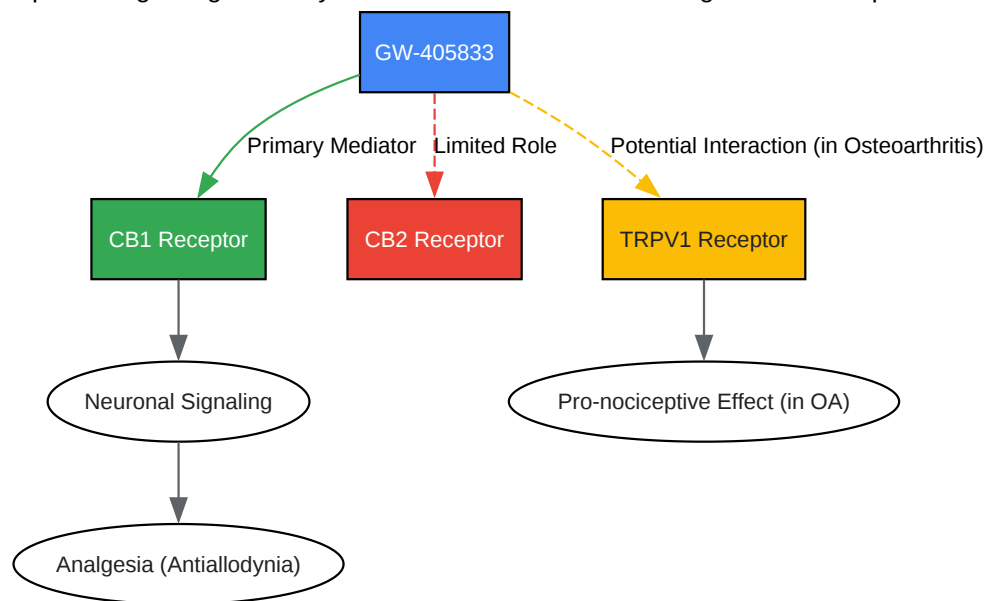 GW-405833
Primary Mediator
Limited Role
Potential Interaction (in Osteoarthritis)
CB1 Receptor
CB2 Receptor
TRPV1 Receptor
Neuronal Signaling
Pro-nociceptive Effect (in OA)
Analgesia (Antiallodynia)